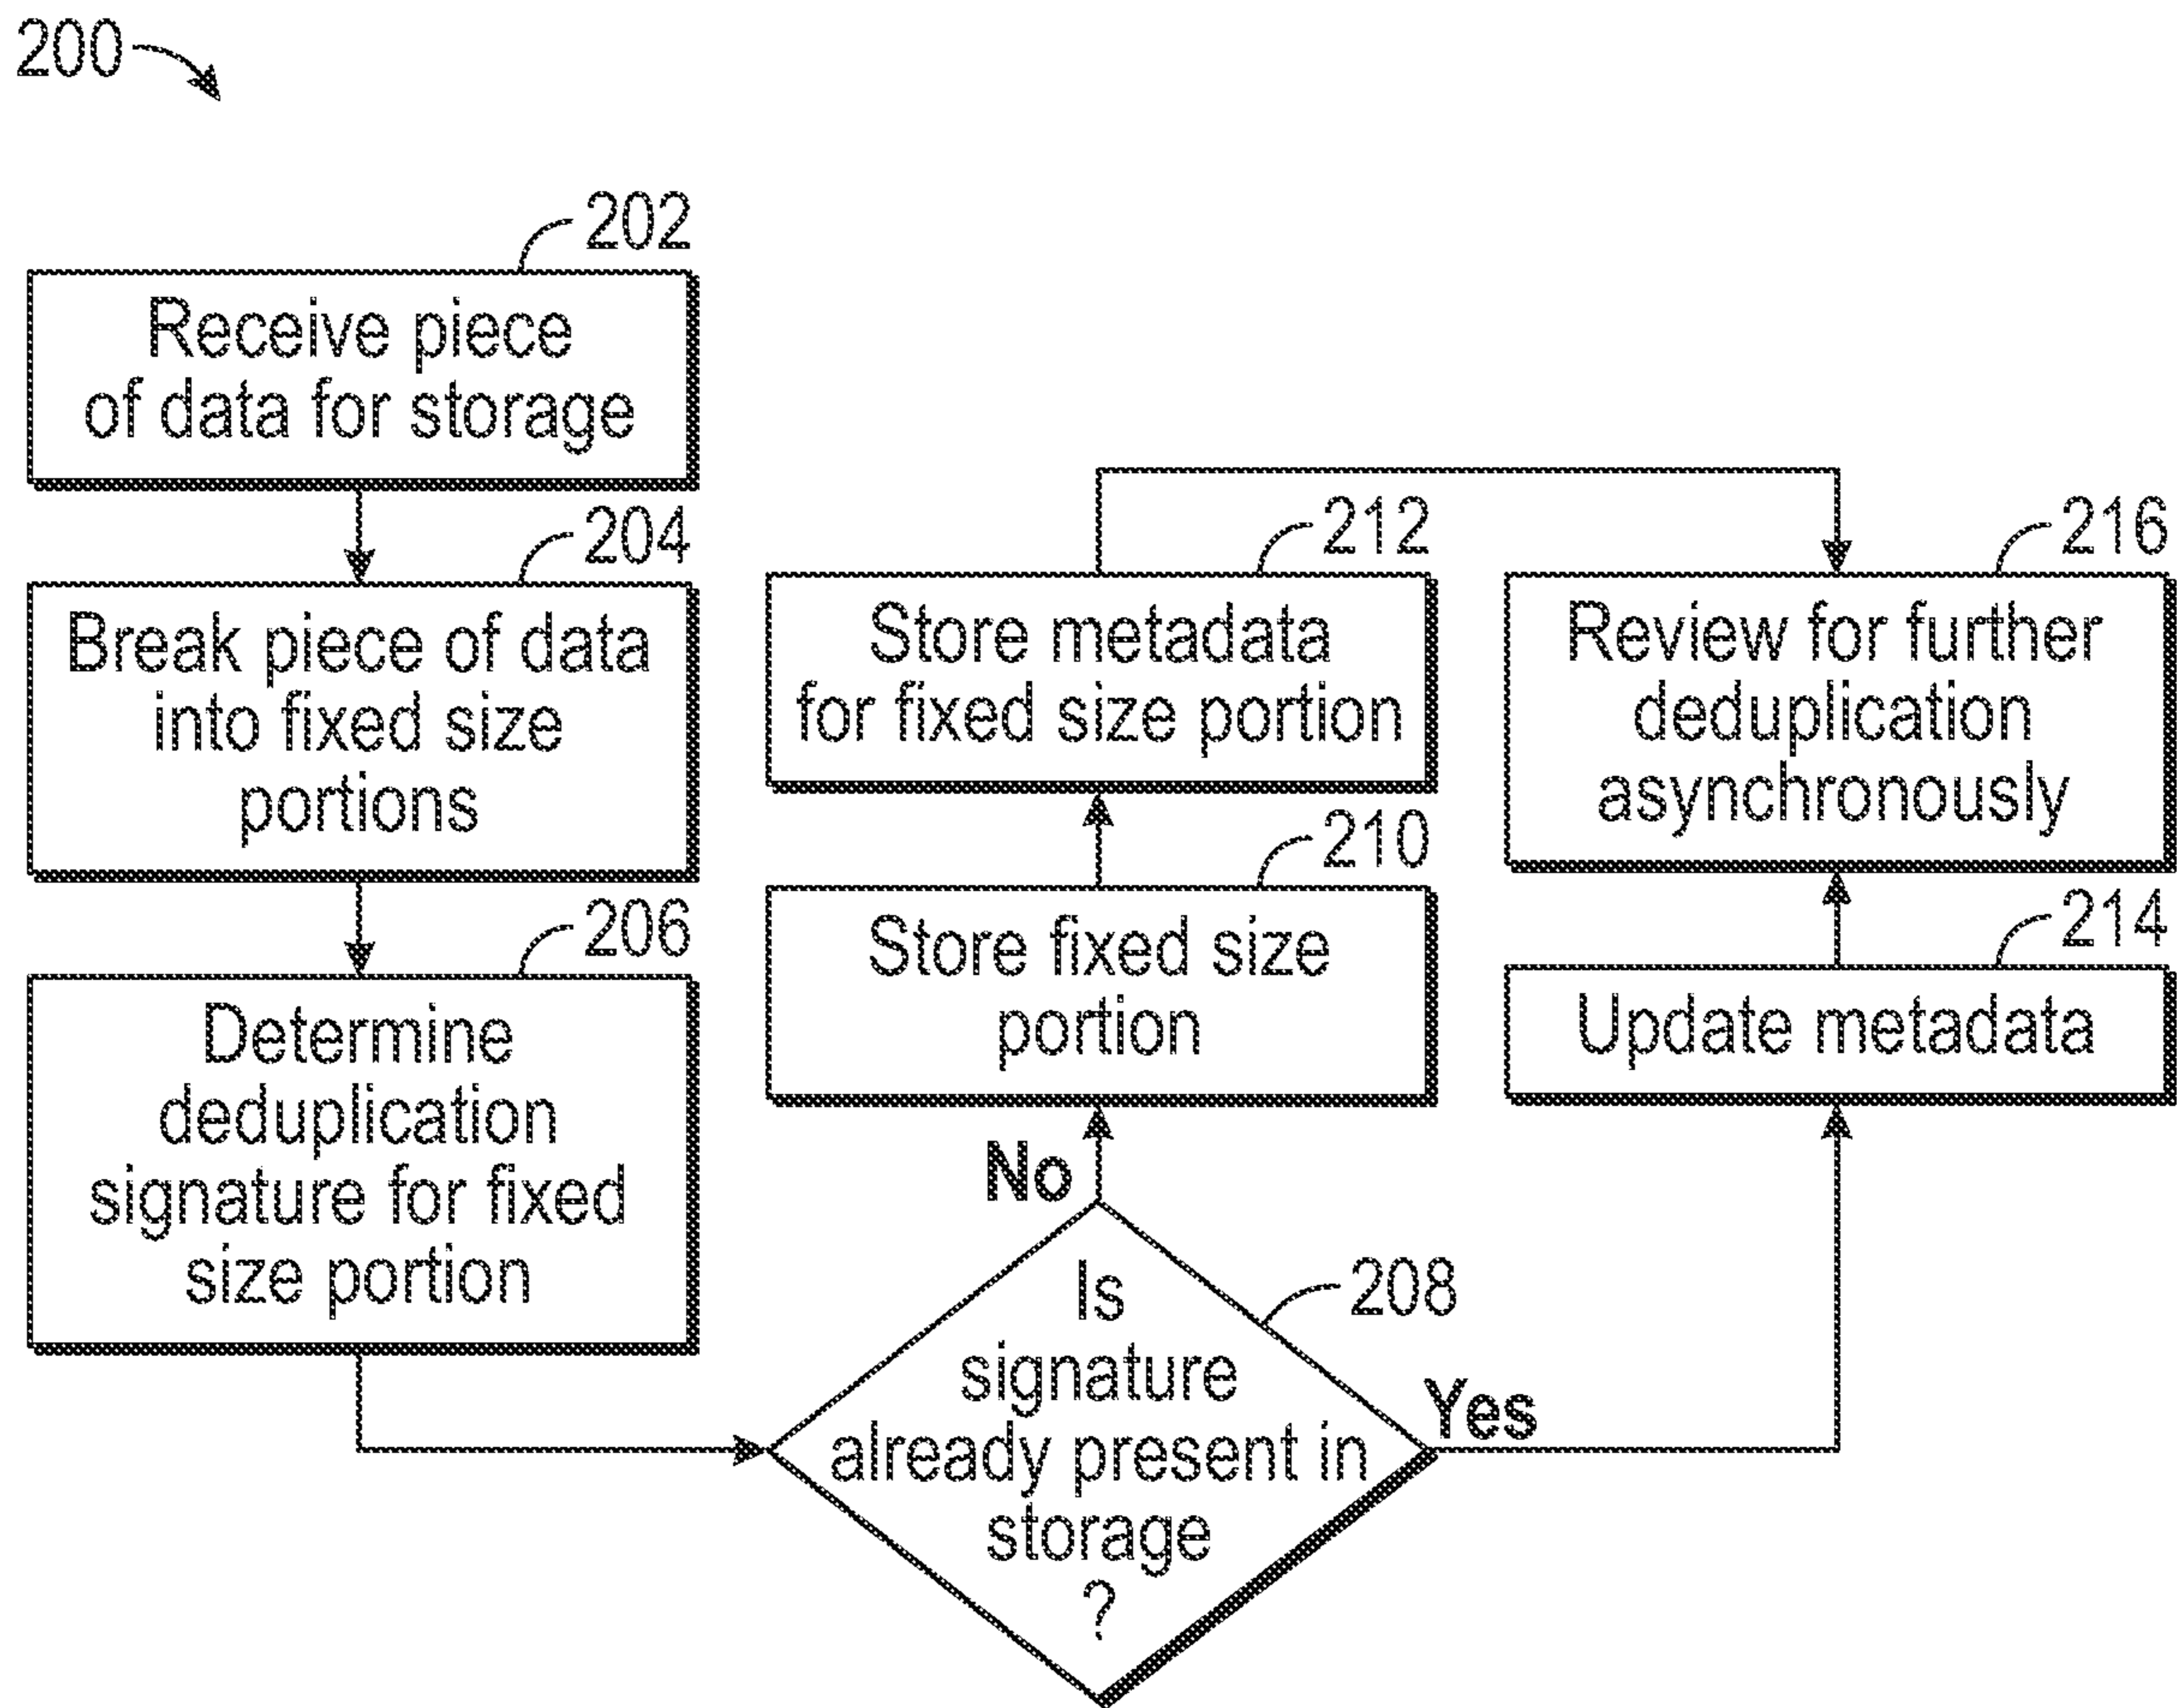 200
202
Receive piece
of data for storage
204
Break piece of data
into fixed size
portions
206
Determine
deduplication
signature for fixed
size portion
208
Is
signature
already present in
storage
?
No
Yes
210
Store fixed size
portion
212
Store metadata
for fixed size portion
214
Update metadata
216
Review for further
deduplication
asynchronously